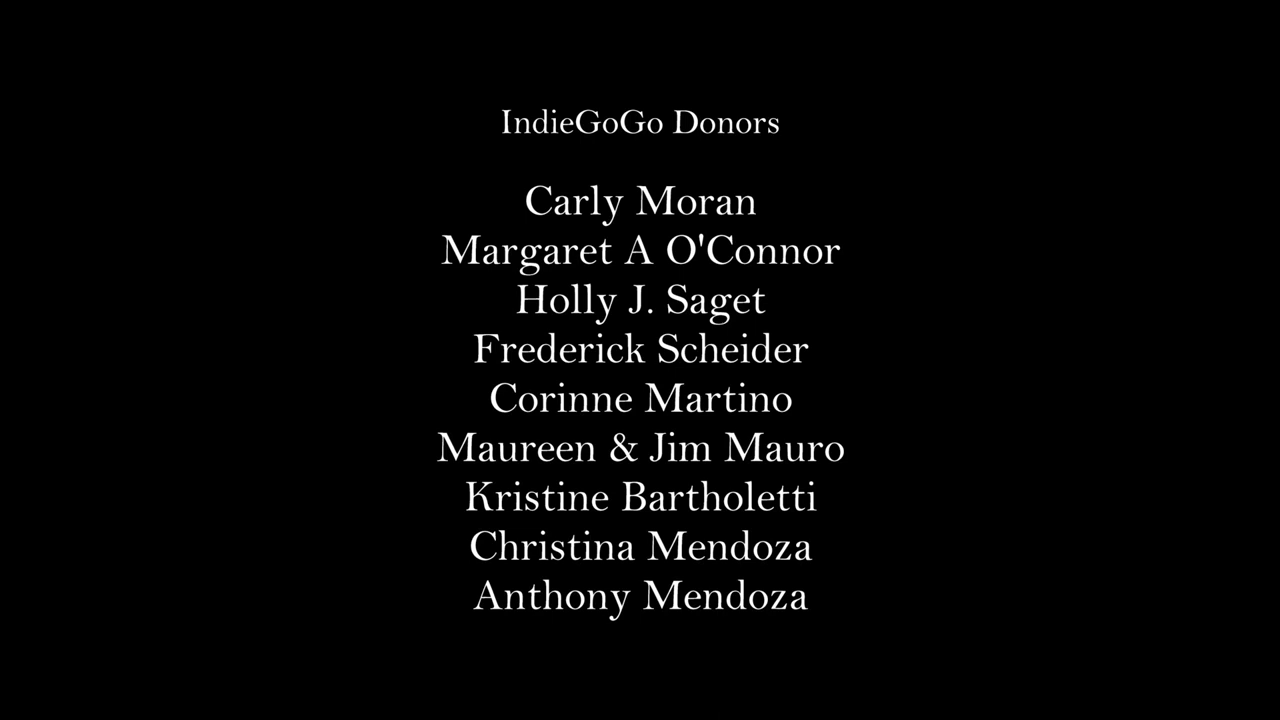 IndieGoGo Donors
Carly Moran
Margaret A O'Connor
Holly J. Saget
Frederick Scheider
Corinne Martino
Maureen & Jim Mauro
Kristine Bartholetti
Christina Mendoza
Anthony Mendoza